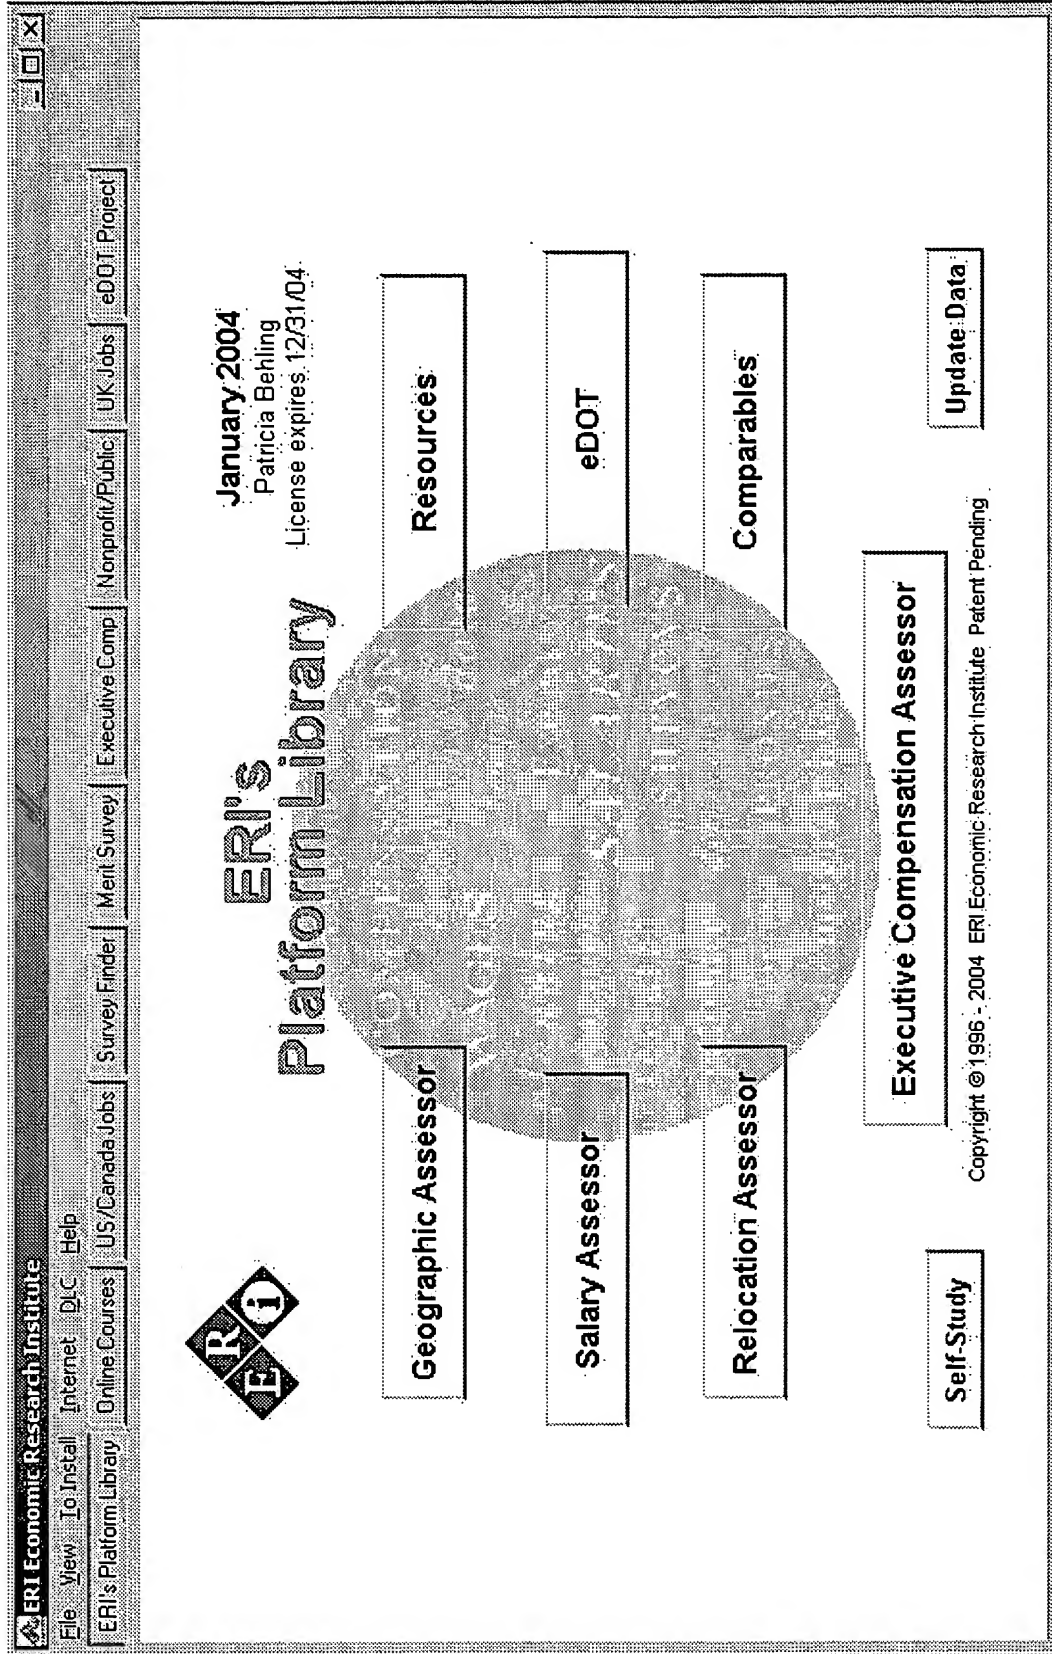 ERI Economic Research Institute
File View To Install Internet DLC Help
ERI's Platform Library Online Courses US/Canada Jobs Survey Finder Merit Survey Executive Comp Nonprofit/Public UK Jobs eDOT Project
ERi
ERI's
Platform Library
January 2004
Patricia Behling
License expires 12/31/04
Geographic Assessor
Resources
WAGES
Salary Assessor
eDOT
Relocation Assessor
Comparables
Executive Compensation Assessor
Self-Study
Update Data
Copyright © 1996 - 2004 ERI Economic Research Institute Patent Pending